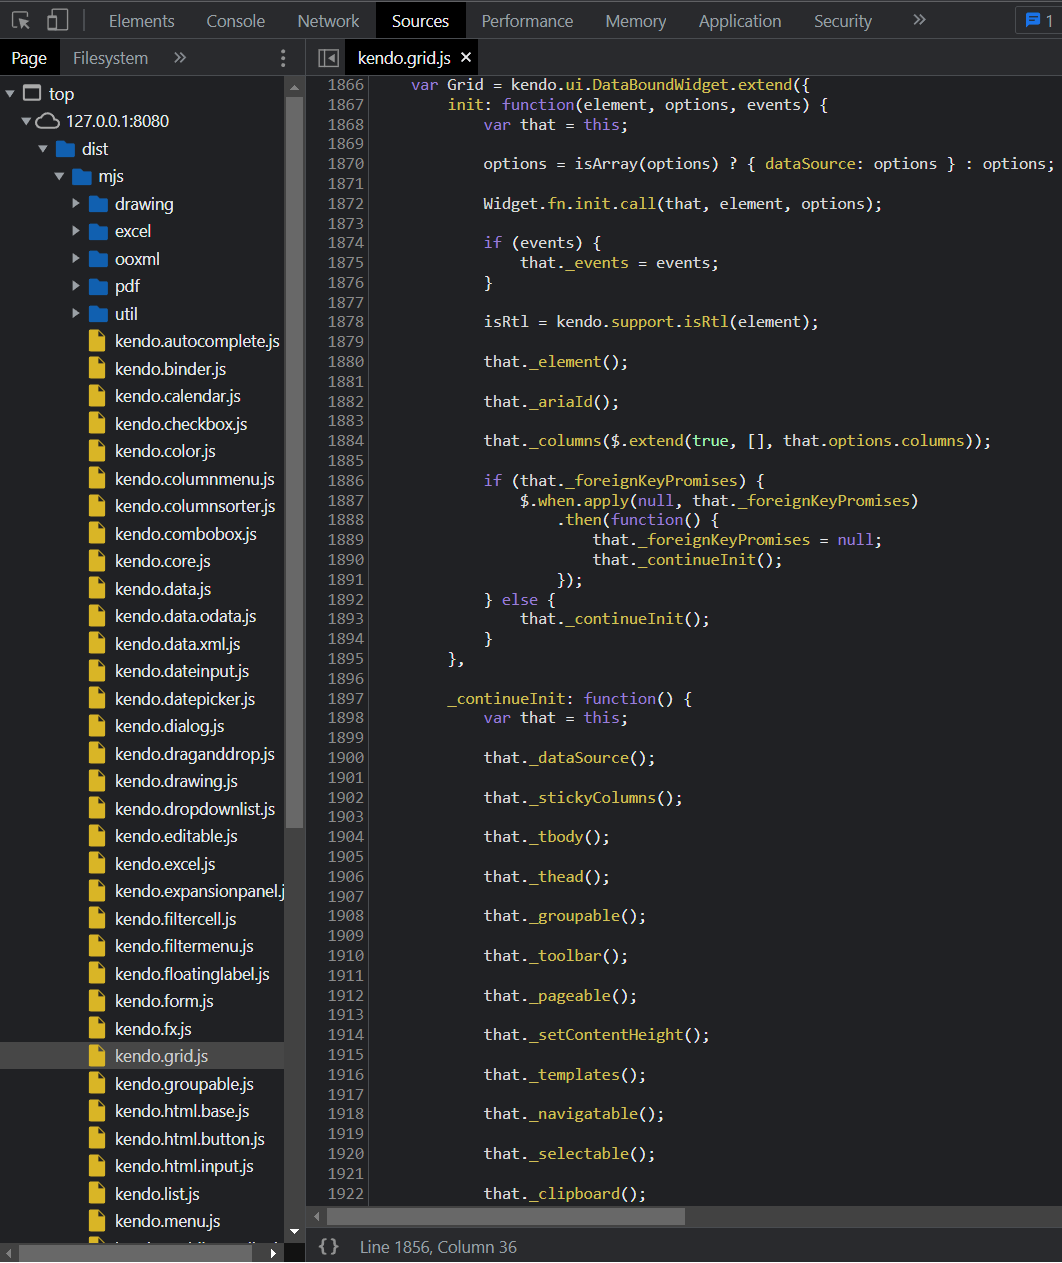 Elements Console Network Sources Performance Memory Application Security » 1
Page Filesystem »
kendo.grid.js ×
top
127.0.0.1:8080
dist
mjs
drawing
excel
ooxml
pdf
util
kendo.autocomplete.js
kendo.binder.js
kendo.calendar.js
kendo.checkbox.js
kendo.color.js
kendo.columnmenu.js
kendo.columnsorter.js
kendo.combobox.js
kendo.core.js
kendo.data.js
kendo.data.odata.js
kendo.data.xml.js
kendo.dateinput.js
kendo.datepicker.js
kendo.dialog.js
kendo.draganddrop.js
kendo.drawing.js
kendo.dropdownlist.js
kendo.editable.js
kendo.excel.js
kendo.expansionpanel.j
kendo.filtercell.js
kendo.filtermenu.js
kendo.floatinglabel.js
kendo.form.js
kendo.fx.js
kendo.grid.js
kendo.groupable.js
kendo.html.base.js
kendo.html.button.js
kendo.html.input.js
kendo.list.js
kendo.menu.js
1866 var Grid = kendo.ui.DataBoundWidget.extend({
1867 init: function(element, options, events) {
1868 var that = this;
1869
1870 options = isArray(options) ? { dataSource: options } : options;
1871
1872 Widget.fn.init.call(that, element, options);
1873
1874 if (events) {
1875 that._events = events;
1876 }
1877
1878 isRtl = kendo.support.isRtl(element);
1879
1880 that._element();
1881
1882 that._ariaId();
1883
1884 that._columns($.extend(true, [], that.options.columns));
1885
1886 if (that._foreignKeyPromises) {
1887 $.when.apply(null, that._foreignKeyPromises)
1888 .then(function() {
1889 that._foreignKeyPromises = null;
1890 that._continueInit();
1891 });
1892 } else {
1893 that._continueInit();
1894 }
1895 },
1896
1897 _continueInit: function() {
1898 var that = this;
1899
1900 that._dataSource();
1901
1902 that._stickyColumns();
1903
1904 that._tbody();
1905
1906 that._thead();
1907
1908 that._groupable();
1909
1910 that._toolbar();
1911
1912 that._pageable();
1913
1914 that._setContentHeight();
1915
1916 that._templates();
1917
1918 that._navigatable();
1919
1920 that._selectable();
1921
1922 that._clipboard();
{} Line 1856, Column 36